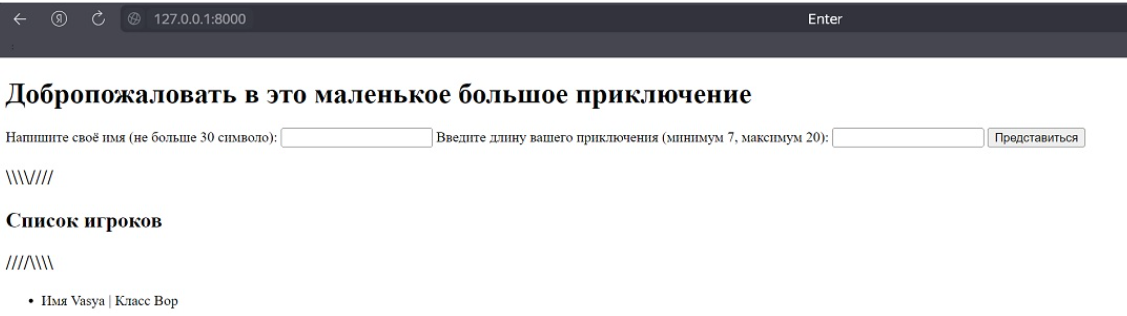 127.0.0.1:8000 Enter
Добропожаловать в это маленькое большое приключение
Напишите своё имя (не больше 30 символо): Введите длину вашего приключения (минимум 7, максимум 20): Представиться
\\\\////
Список игроков
////\\\\
• Имя Vasya | Класс Вор